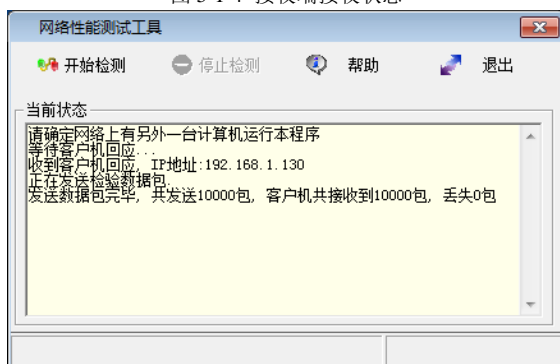 网络性能测试工具
开始检测 停止检测 帮助 退出
当前状态
请确定网络上有另外一台计算机运行本程序
等待客户机回应...
收到客户机回应, IP地址:192.168.1.130
正在发送检验数据包...
发送数据包完毕, 共发送10000包, 客户机共接收到10000包, 丢失0包